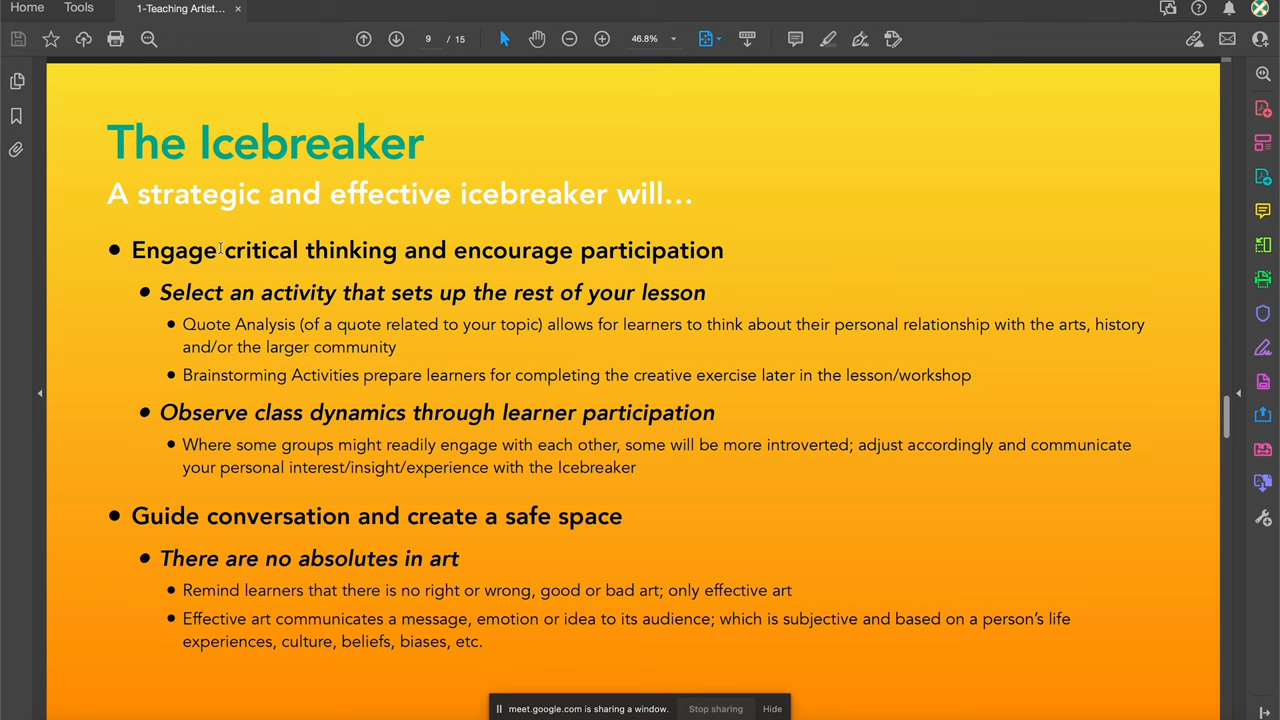 Home Tools 1-Teaching Artist... ×
9 / 15 46.8%
The Icebreaker
A strategic and effective icebreaker will...
• Engage critical thinking and encourage participation
• Select an activity that sets up the rest of your lesson
• Quote Analysis (of a quote related to your topic) allows for learners to think about their personal relationship with the arts, history
and/or the larger community
• Brainstorming Activities prepare learners for completing the creative exercise later in the lesson/workshop
• Observe class dynamics through learner participation
• Where some groups might readily engage with each other, some will be more introverted; adjust accordingly and communicate
your personal interest/insight/experience with the Icebreaker
• Guide conversation and create a safe space
• There are no absolutes in art
• Remind learners that there is no right or wrong, good or bad art; only effective art
• Effective art communicates a message, emotion or idea to its audience; which is subjective and based on a person's life
experiences, culture, beliefs, biases, etc.
meet.google.com is sharing a window. Stop sharing Hide